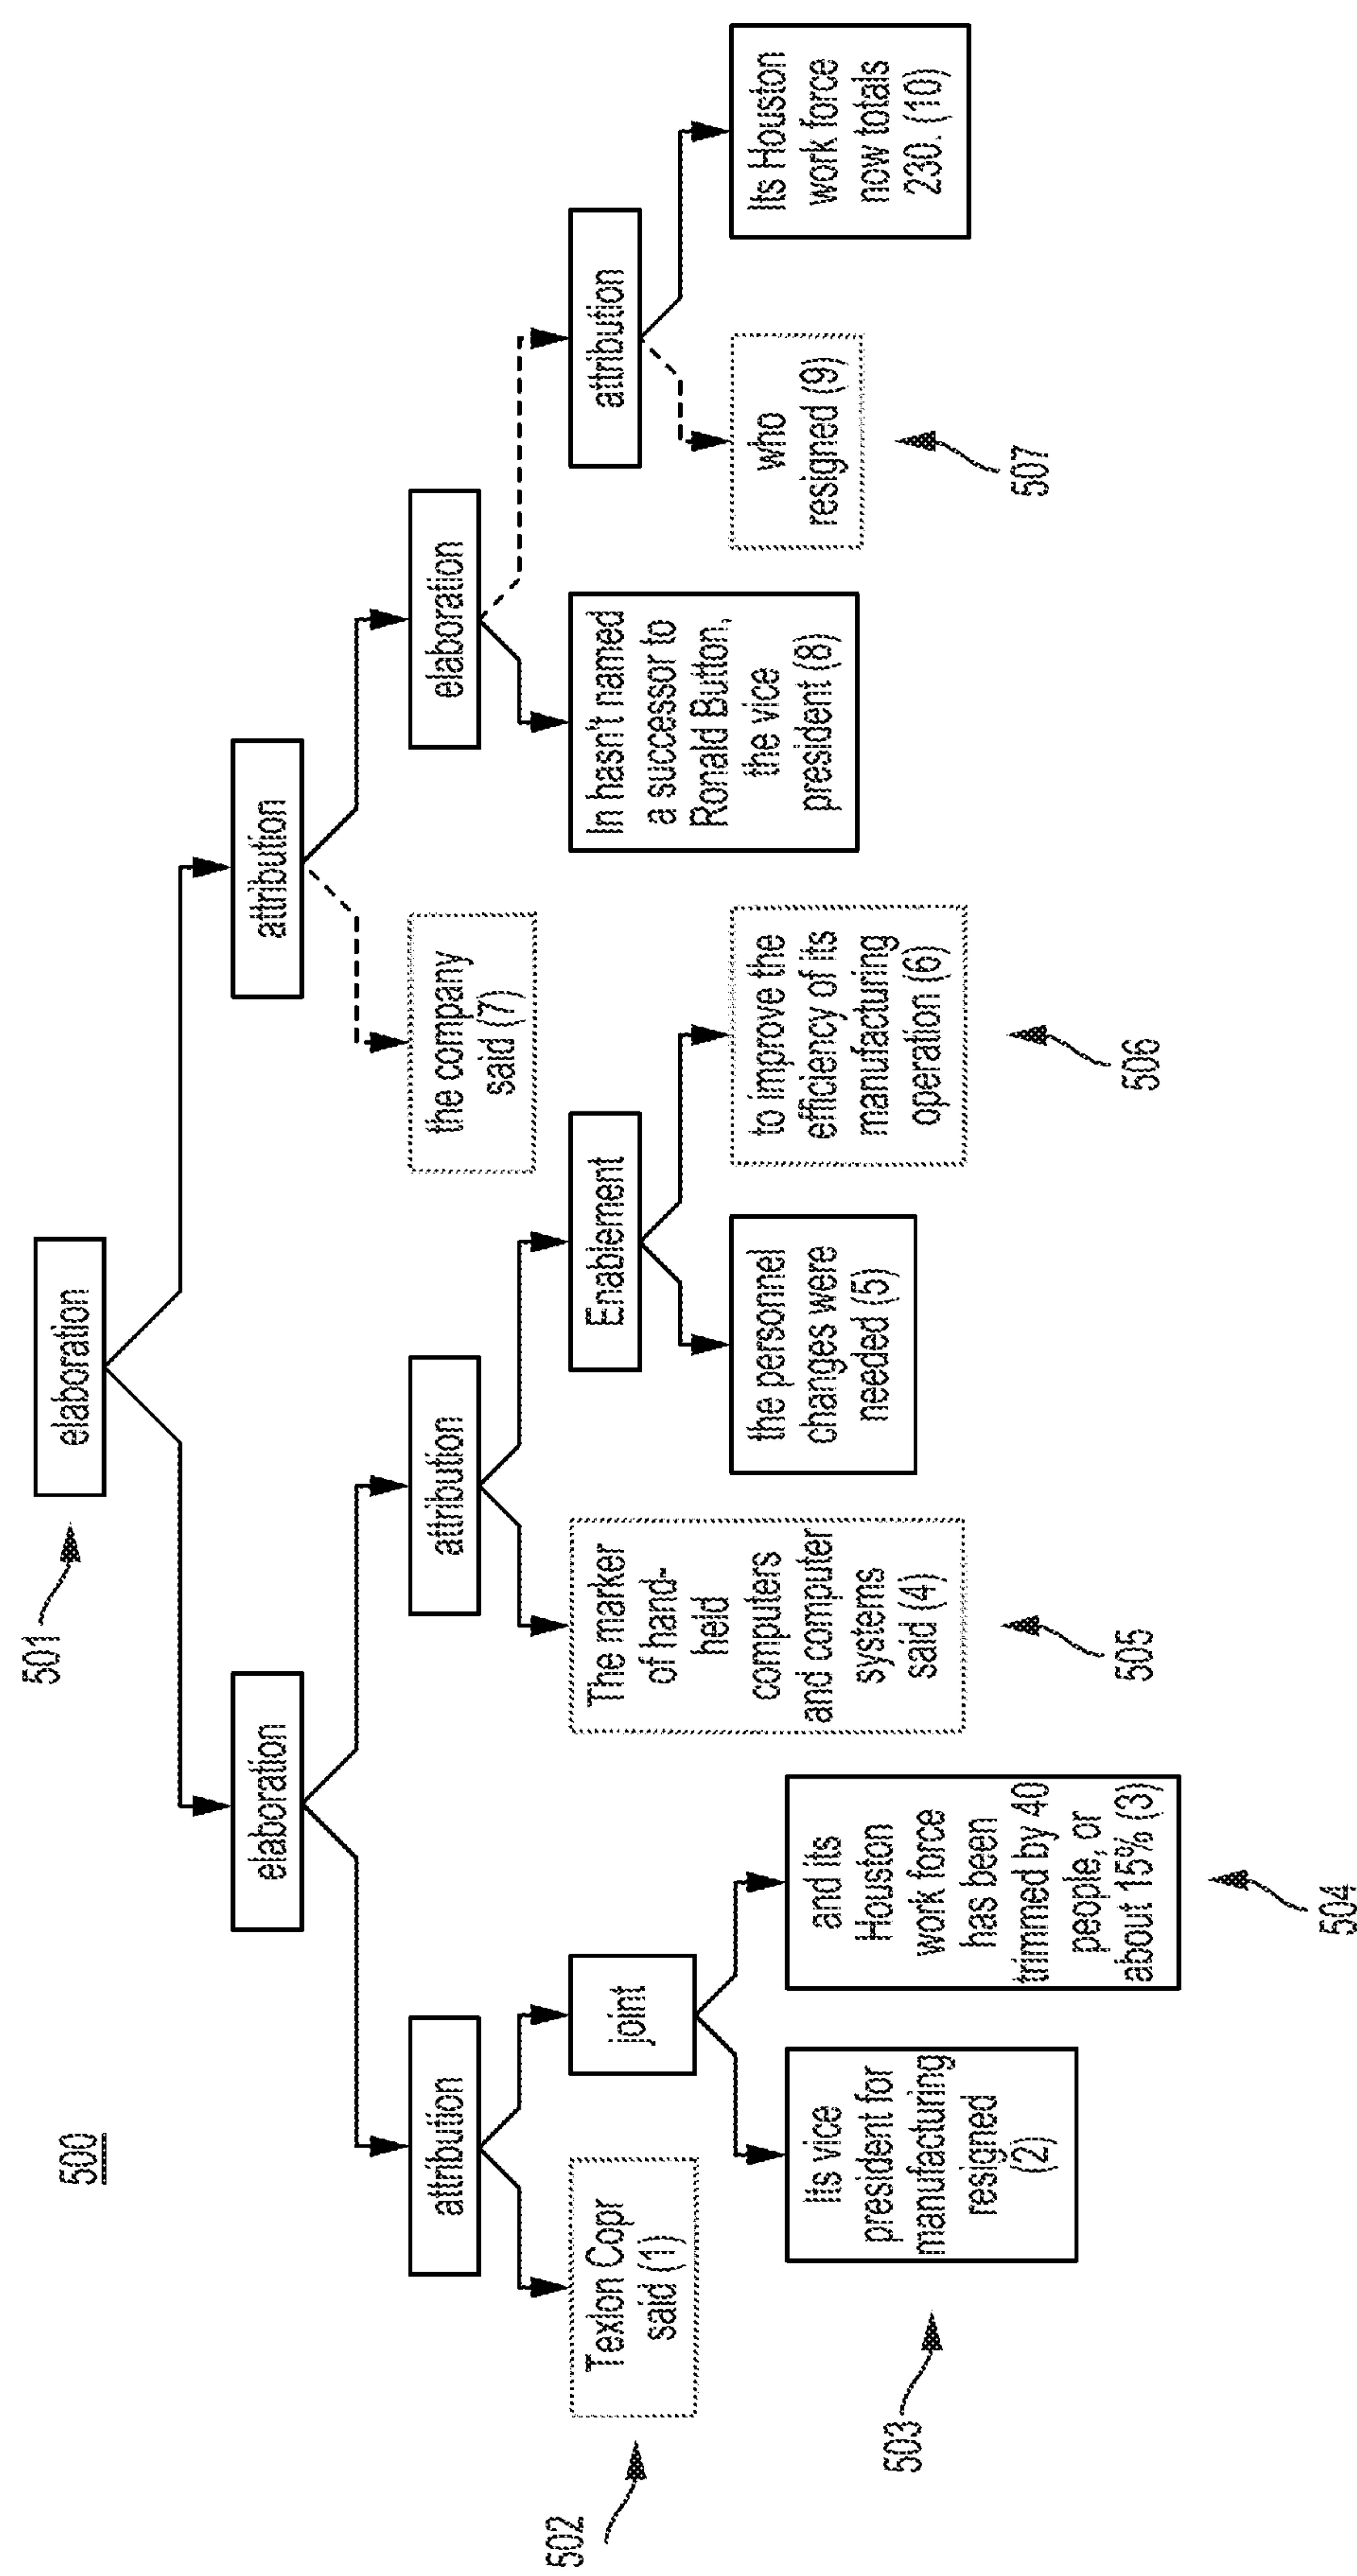 500
501
elaboration
elaboration
attribution
attribution
attribution
the company
said (7)
elaboration
Texlon Copr
said (1)
joint
The marker
of hand-
held
computers
and computer
systems
said (4)
Enablement
In hasn't named
a successor to
Ronald Button,
the vice
president (8)
attribution
502
Its vice
president for
manufacturing
resigned
(2)
and its
Houston
work force
has been
trimmed by 40
people, or
about 15% (3)
the personnel
changes were
needed (5)
to improve the
efficiency of its
manufacturing
operation (6)
who
resigned (9)
Its Houston
work force
now totals
230. (10)
503
504
505
506
507